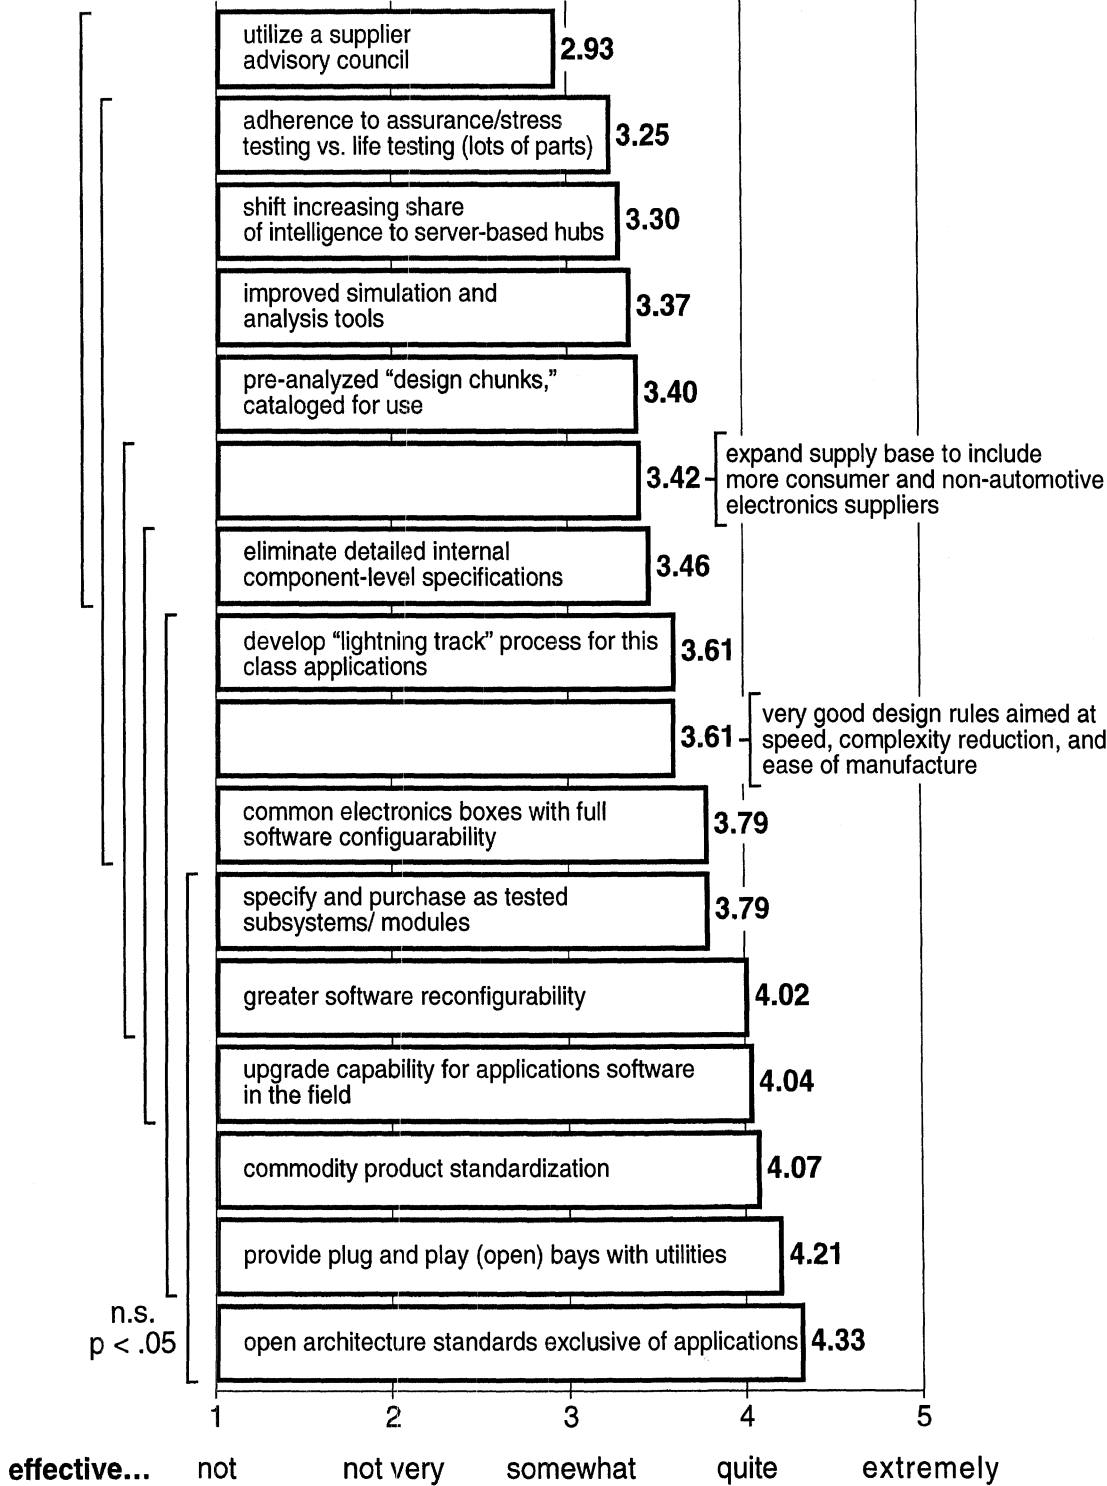 utilize a supplier
advisory council
2.93
adherence to assurance/stress
testing vs. life testing (lots of parts)
3.25
shift increasing share
of intelligence to server-based hubs
3.30
improved simulation and
analysis tools
3.37
pre-analyzed “design chunks,”
cataloged for use
3.40
3.42
expand supply base to include
more consumer and non-automotive
electronics suppliers
eliminate detailed internal
component-level specifications
3.46
develop “lightning track” process for this
class applications
3.61
3.61
very good design rules aimed at
speed, complexity reduction, and
ease of manufacture
common electronics boxes with full
software configuarability
3.79
specify and purchase as tested
subsystems/ modules
3.79
greater software reconfigurability
4.02
upgrade capability for applications software
in the field
4.04
commodity product standardization
4.07
provide plug and play (open) bays with utilities
4.21
n.s.
p < .05
open architecture standards exclusive of applications
4.33
1 2 3 4 5
effective... not not very somewhat quite extremely